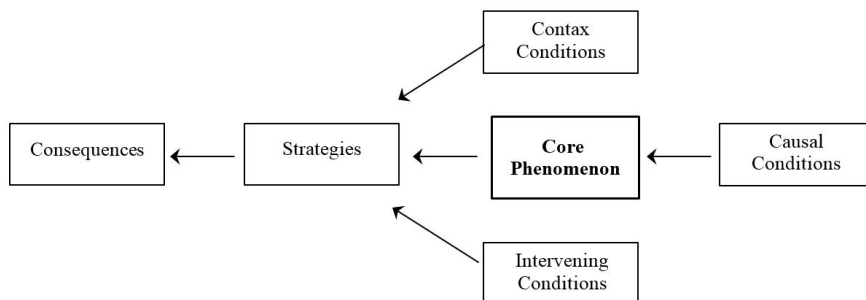 Contax
Conditions
Consequences
Strategies
Core
Phenomenon
Causal
Conditions
Intervening
Conditions